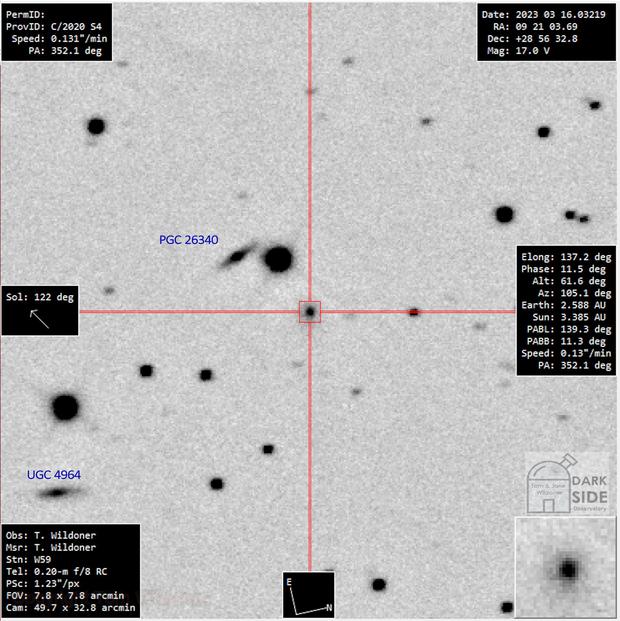 PermID:
ProvID: C/2020 S4
Speed: 0.131"/min
PA: 352.1 deg
Date: 2023 03 16.03219
RA: 09 21 03.69
Dec: +28 56 32.8
Mag: 17.0 V
PGC 26340
Elong: 137.2 deg
Phase: 11.5 deg
Alt: 61.6 deg
Az: 105.1 deg
Earth: 2.588 AU
Sun: 3.385 AU
PABL: 139.3 deg
PABB: 11.3 deg
Speed: 0.13"/min
PA: 352.1 deg
Sol: 122 deg
UGC 4964
DARK
SIDE
Observatory
Tom & Jane
Wildoner
Obs: T. Wildoner
Msr: T. Wildoner
Stn: W59
Tel: 0.20-m f/8 RC
PSc: 1.23"/px
FOV: 7.8 x 7.8 arcmin
Cam: 49.7 x 32.8 arcmin
E
N